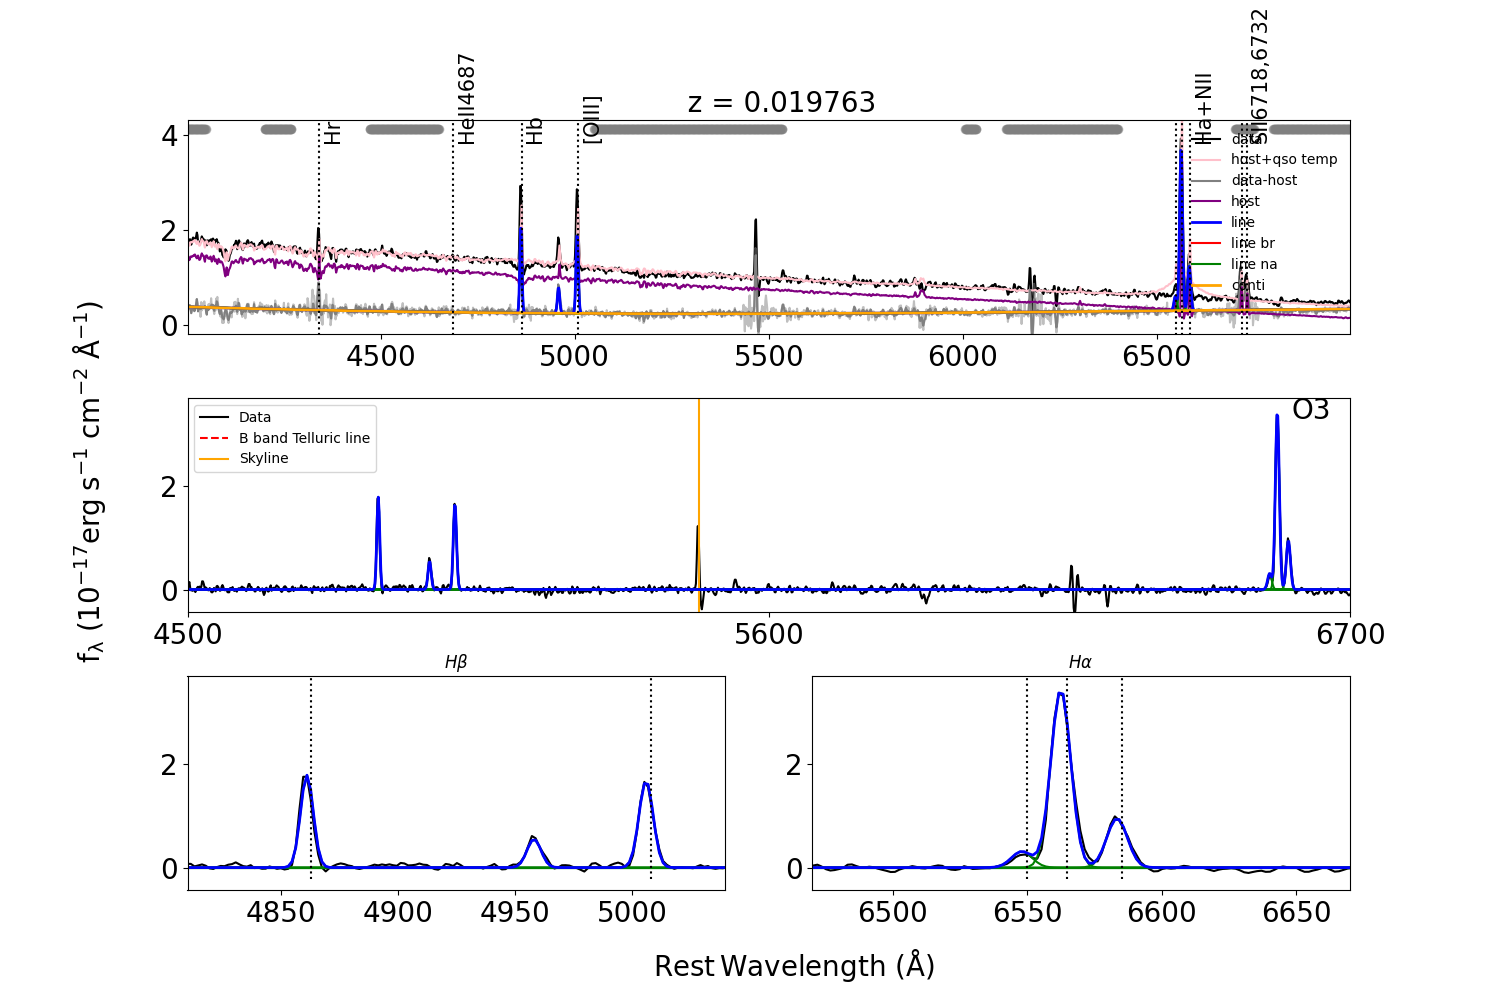 z = 0.019763
Hr
HeII4687
Hb
[OIII]
Ha+NII
SII6718,6732
4
2
0
data
host+qso temp
data-host
host
line
line br
line na
conti
4500
5000
5500
6000
6500
Data
B band Telluric line
Skyline
O3
2
0
4500
5600
6700
fλ (10⁻¹⁷erg s⁻¹ cm⁻² Å⁻¹)
Hβ
2
0
4850
4900
4950
5000
Hα
2
0
6500
6550
6600
6650
Rest Wavelength (Å)